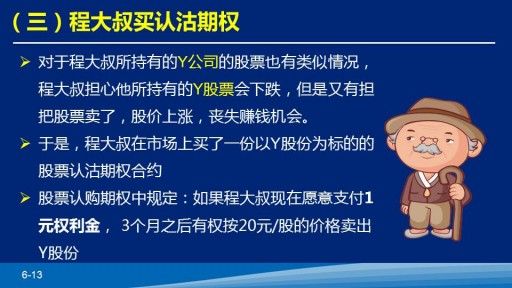 （三）程大叔买认沽期权
对于程大叔所持有的Y公司的股票也有类似情况，
程大叔担心他所持有的Y股票会下跌，但是又有担
把股票卖了，股价上涨，丧失赚钱机会。
于是，程大叔在市场上买了一份以Y股份为标的的
股票认沽期权合约
股票认购期权中规定：如果程大叔现在愿意支付1
元权利金， 3个月之后有权按20元/股的价格卖出
Y股份
6-13